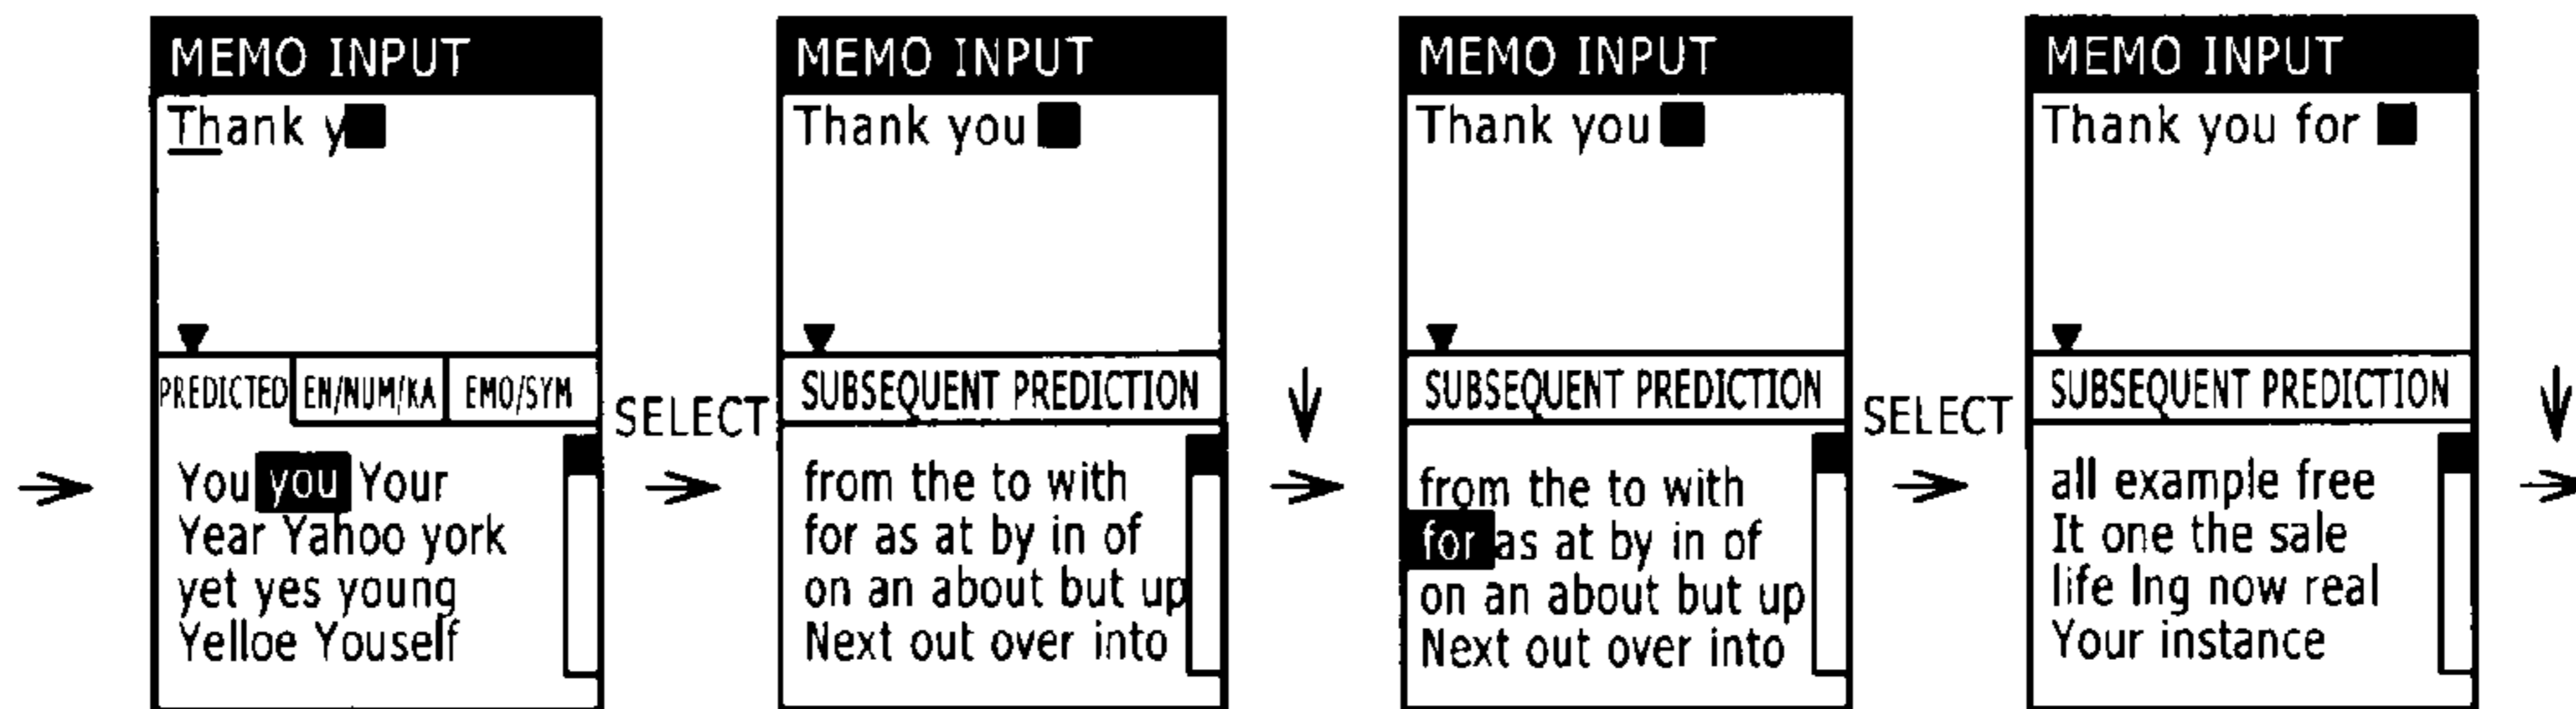 MEMO INPUT
Thank y
PREDICTED EN/NUM/KA EMO/SYM
You you Your
Year Yahoo york
yet yes young
Yelloe Youself
SELECT
MEMO INPUT
Thank you
SUBSEQUENT PREDICTION
from the to with
for as at by in of
on an about but up
Next out over into
MEMO INPUT
Thank you
SUBSEQUENT PREDICTION
from the to with
for as at by in of
on an about but up
Next out over into
SELECT
MEMO INPUT
Thank you for
SUBSEQUENT PREDICTION
all example free
It one the sale
life lng now real
Your instance